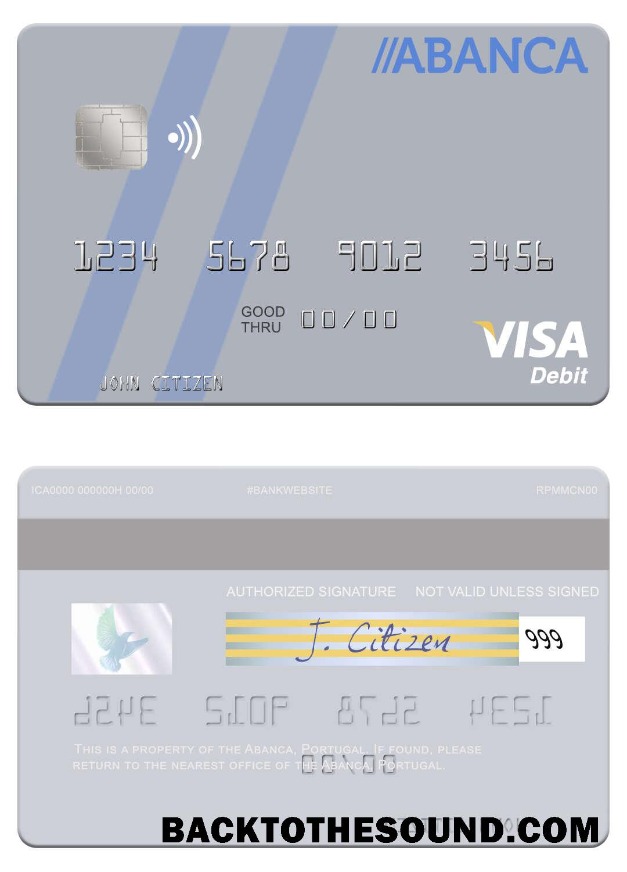 //ABANCA
1234 5678 9012 3456
GOOD THRU 00/00
VISA
Debit
JOHN CITIZEN
ICA0000 000000H 00/00 #BANKWEBSITE RPMMCN00
AUTHORIZED SIGNATURE NOT VALID UNLESS SIGNED
J. Citizen 999
THIS IS A PROPERTY OF THE ABANCA, PORTUGAL. IF FOUND, PLEASE
RETURN TO THE NEAREST OFFICE OF THE ABANCA, PORTUGAL.
BACKTOTHESOUND.COM